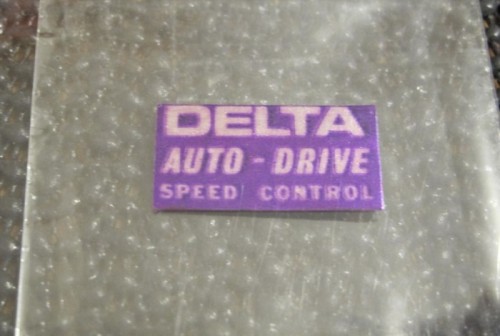 DELTA
AUTO - DRIVE
SPEED CONTROL